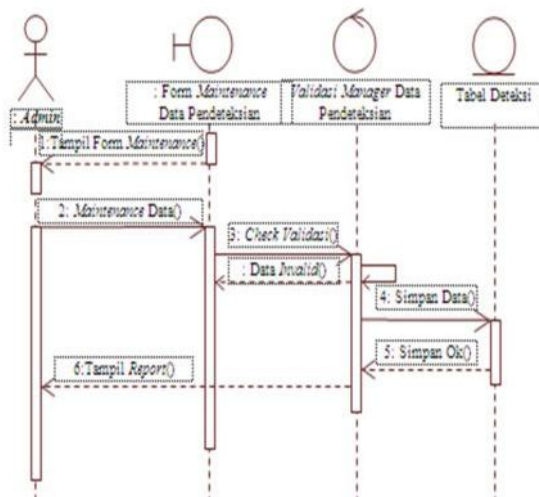 : Admin
: Form Maintenance
Data Pendeteksian
Validasi Manager Data
Pendeteksian
Tabel Deteksi
1:Tampil Form Maintenance()
2: Maintenance Data()
3: Check Validasi()
: Data Invalid()
4: Simpan Data()
5: Simpan Ok()
6:Tampil Report()